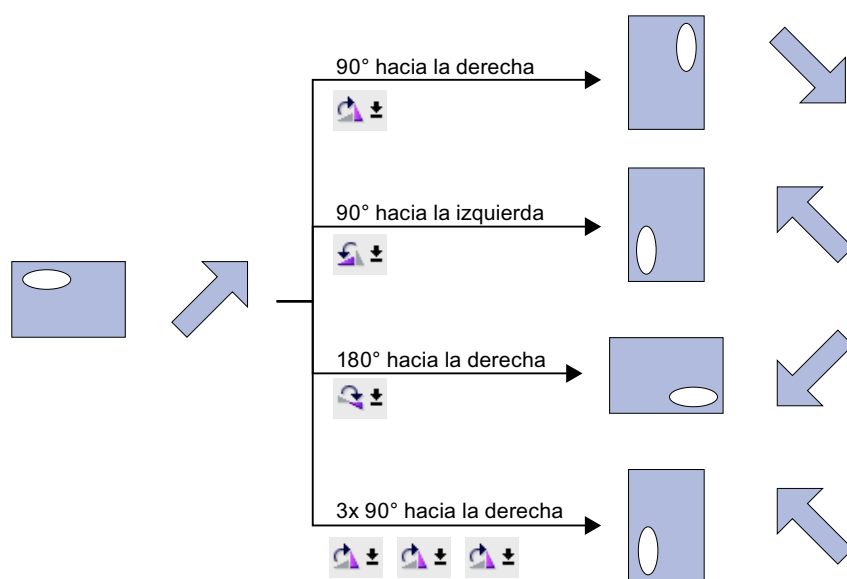 90° hacia la derecha
90° hacia la izquierda
180° hacia la derecha
3x 90° hacia la derecha